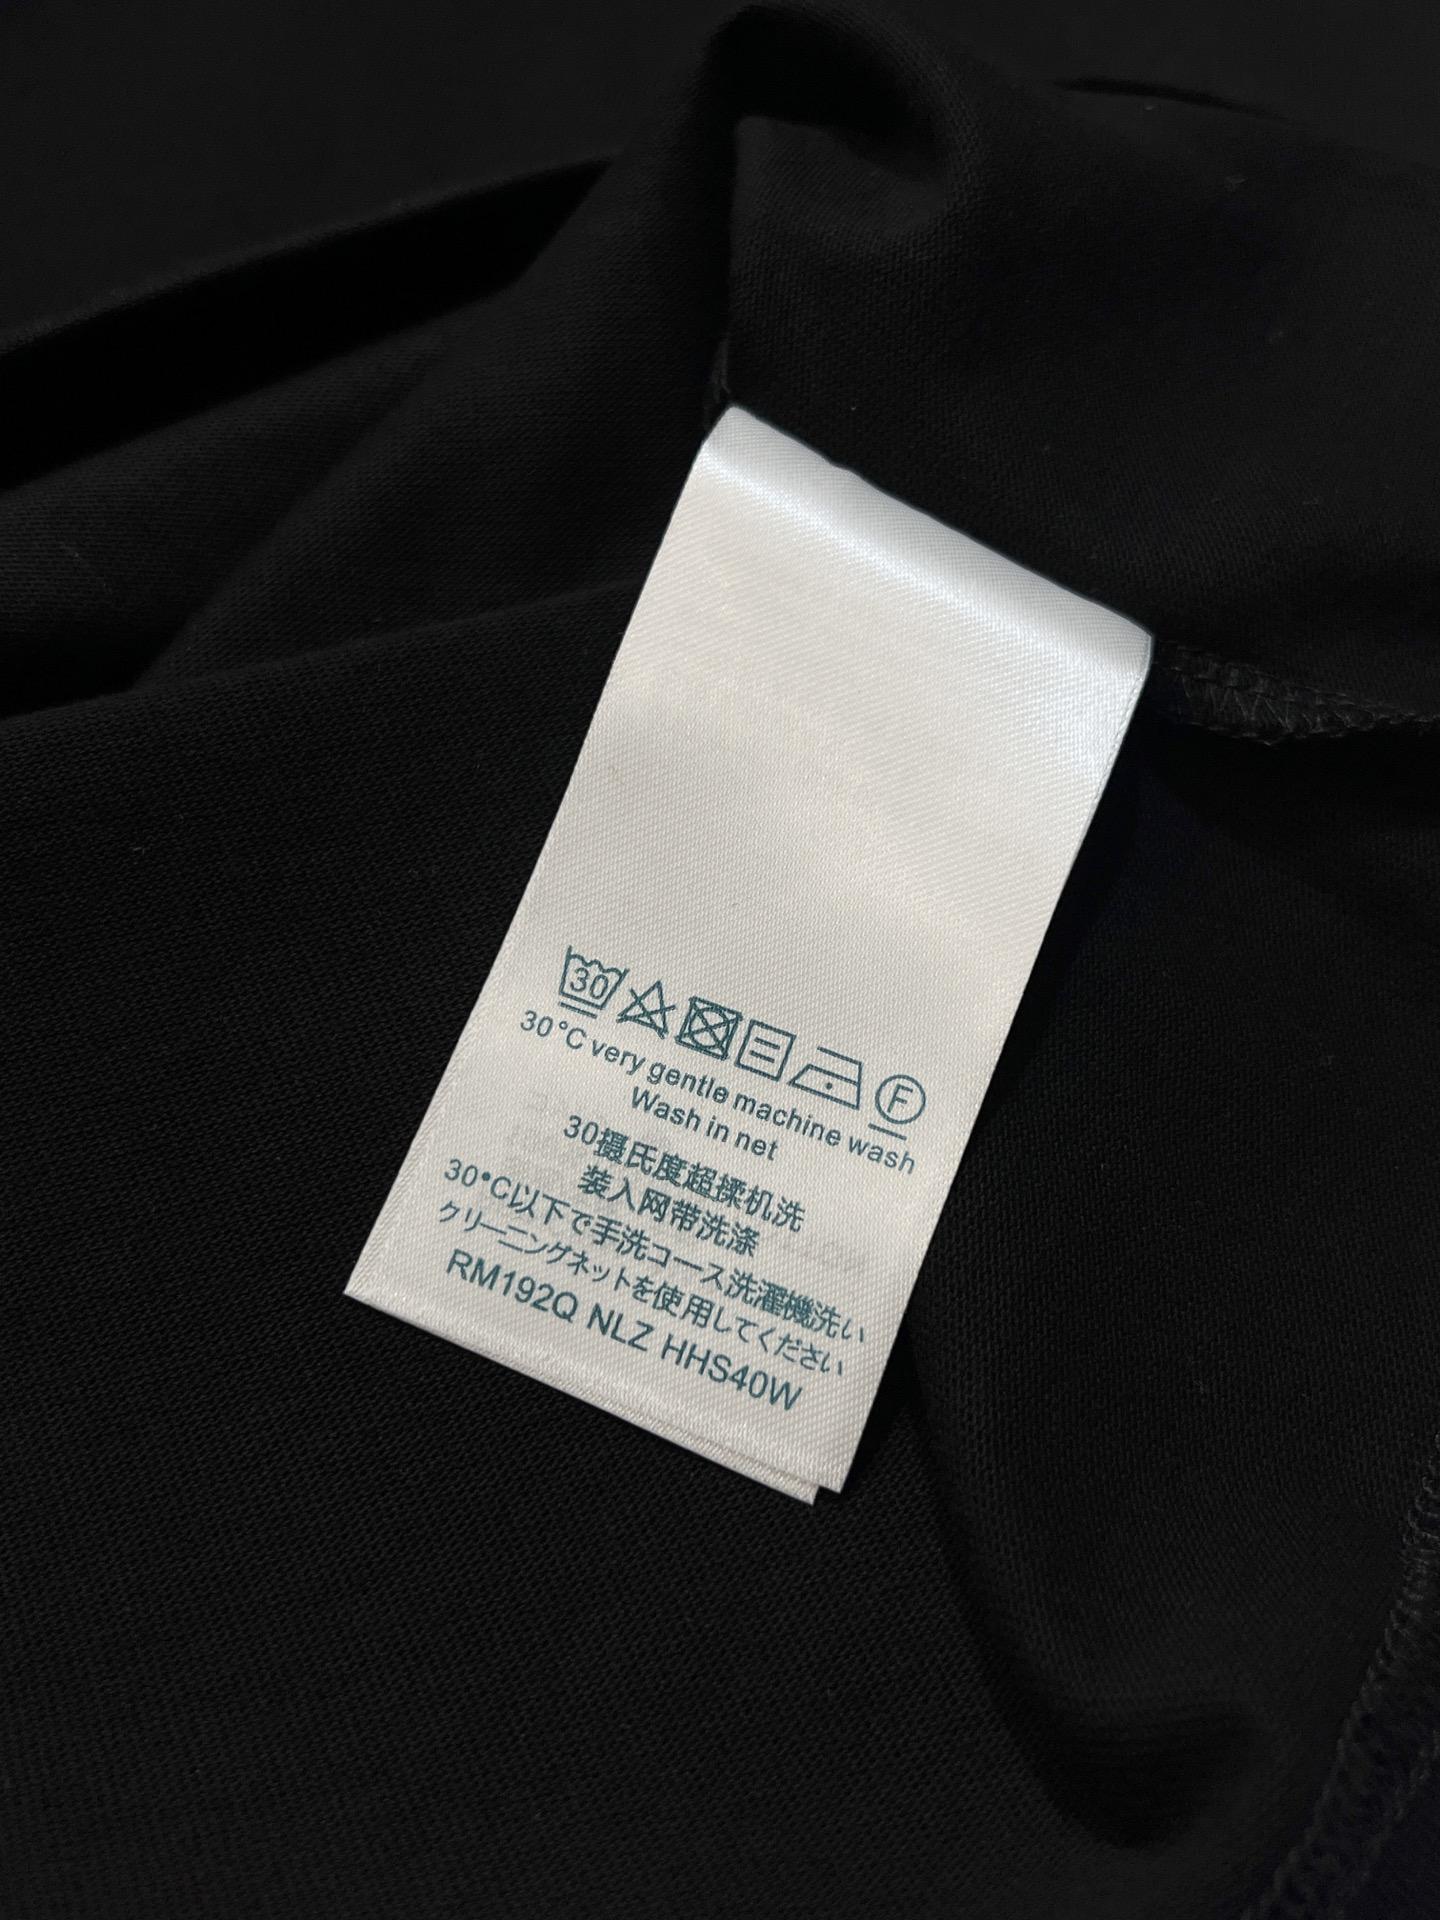 30
F
30°C very gentle machine wash
Wash in net
30摄氏度超揉机洗
装入网带洗涤
30°C以下で手洗コース洗濯機洗い
クリーニングネットを使用してください
RM192Q NLZ HHS40W